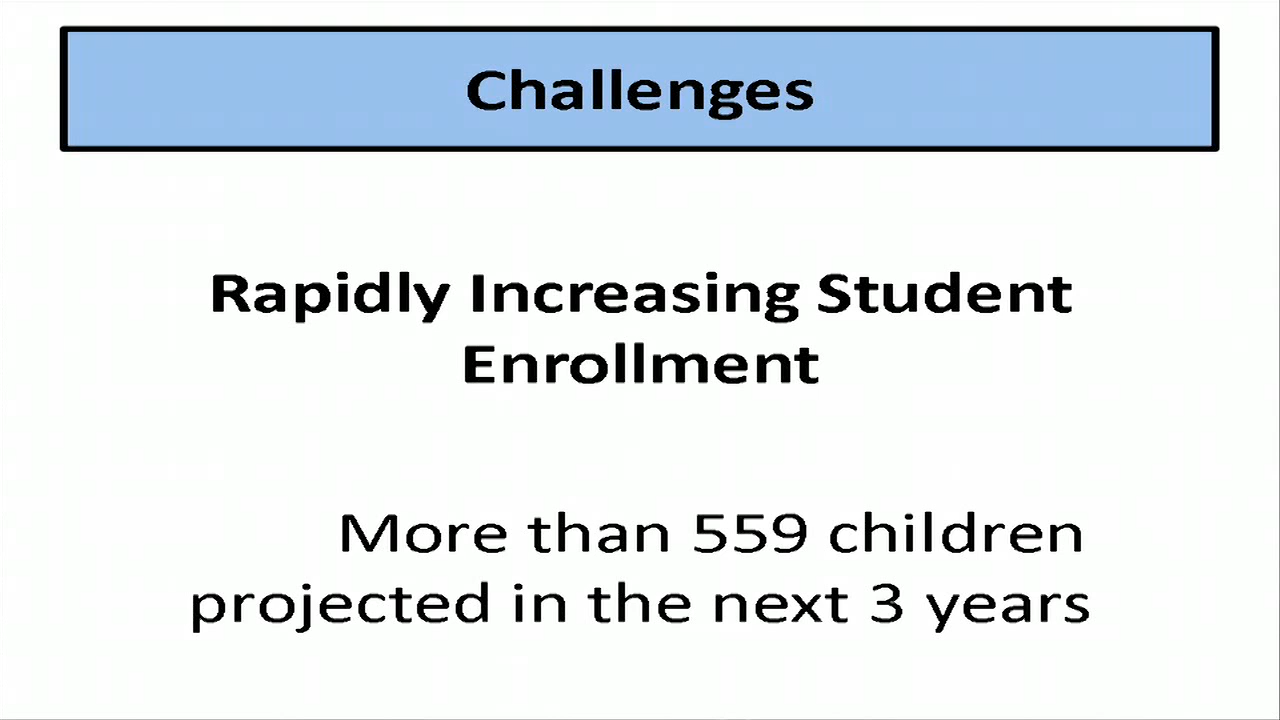 Challenges
Rapidly Increasing Student
Enrollment
More than 559 children
projected in the next 3 years